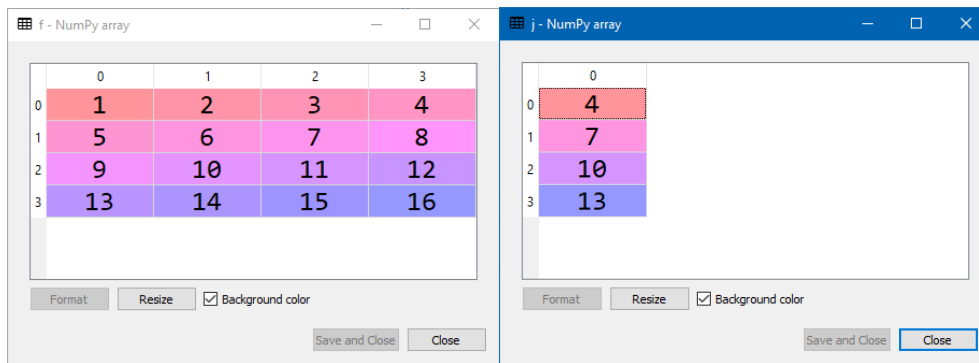 f - NumPy array
0 1 2 3
0 1 2 3 4
1 5 6 7 8
2 9 10 11 12
3 13 14 15 16
Format Resize Background color
Save and Close Close
j - NumPy array
0
0 4
1 7
2 10
3 13
Format Resize Background color
Save and Close Close